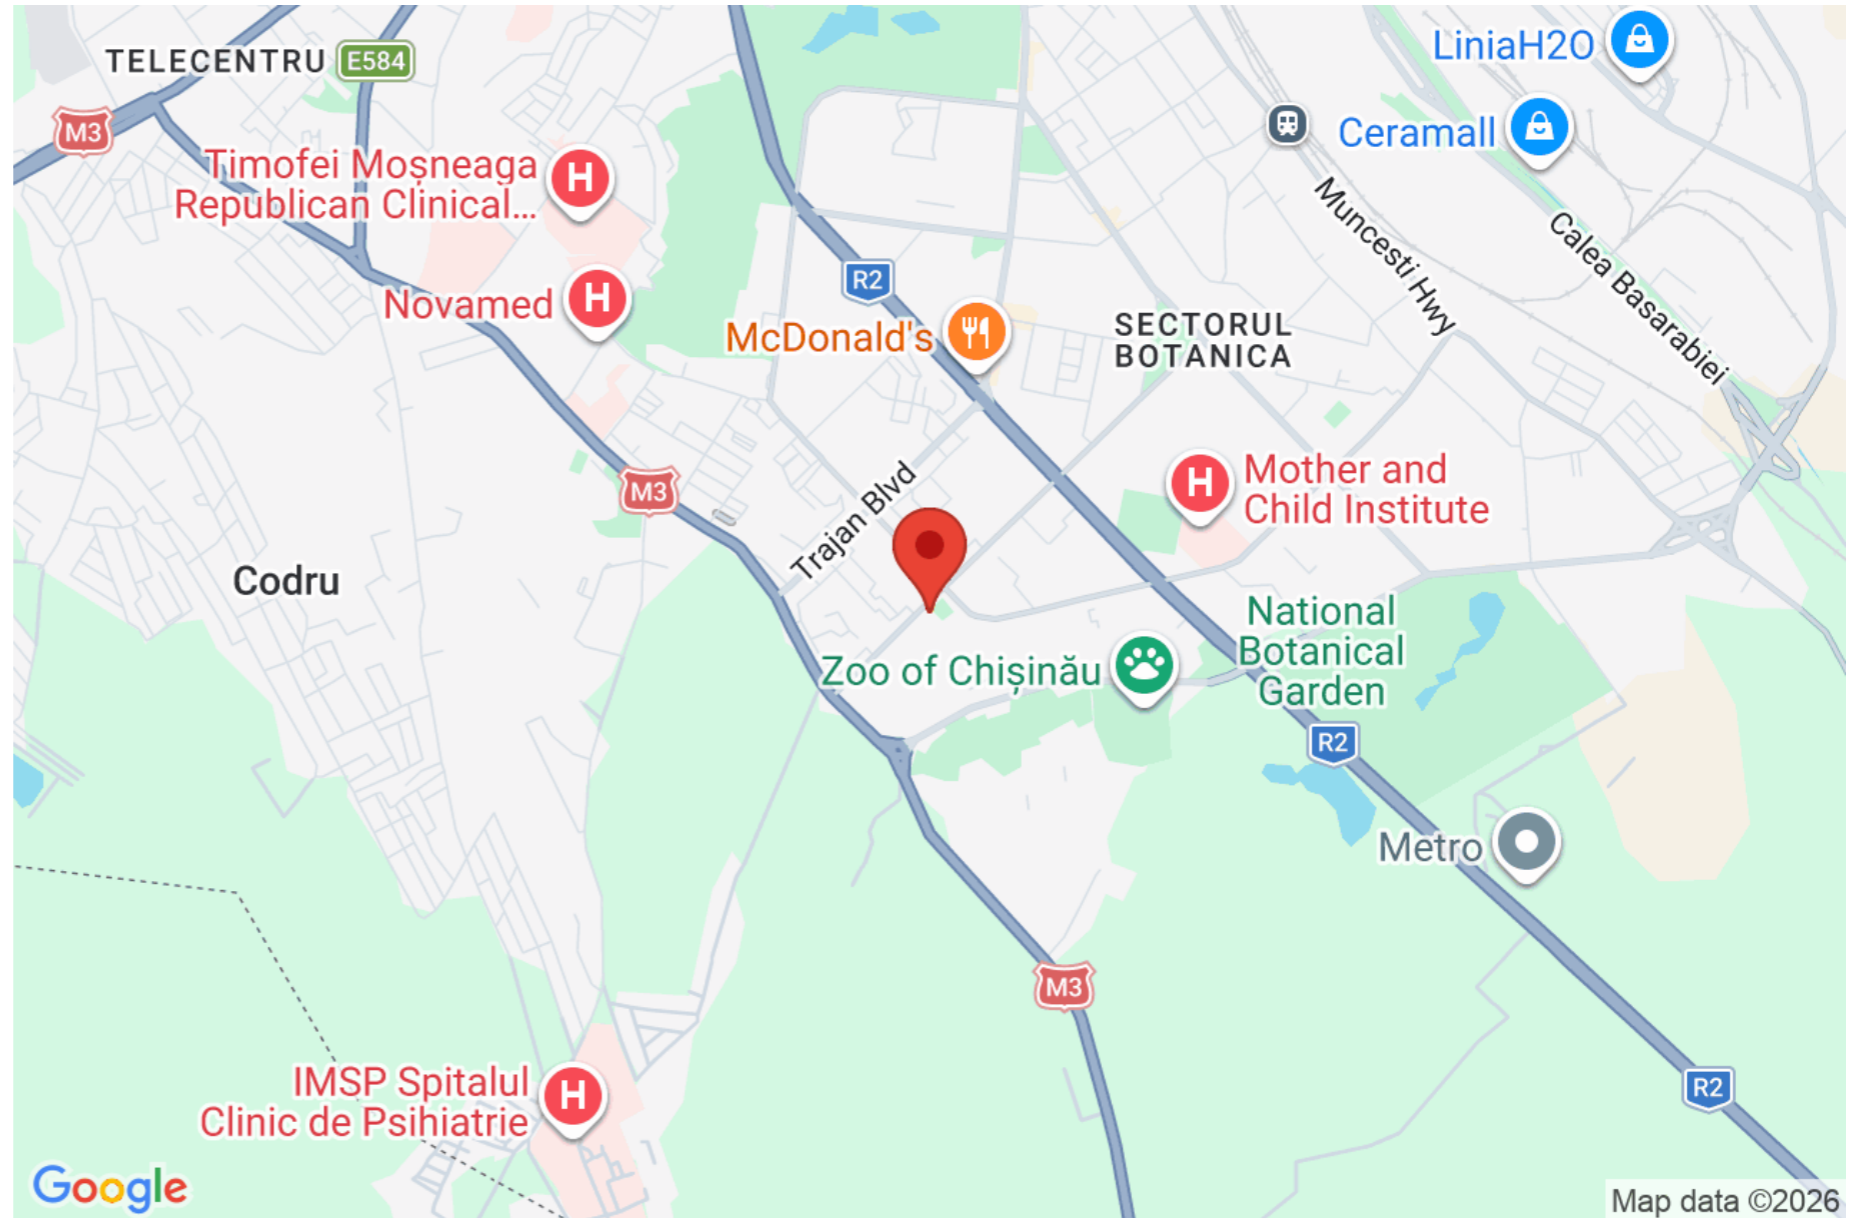 LiniaH2O
TELECENTRU
E584
M3
Ceramall
Timofei Moșneaga
Republican Clinical...
Muncesti Hwy
Calea Basarabiei
R2
Novamed
McDonald's
SECTORUL
BOTANICA
M3
Trajan Blvd
Mother and
Child Institute
Codru
National
Botanical
Garden
Zoo of Chișinău
R2
Metro
M3
IMSP Spitalul
Clinic de Psihiatrie
R2
Google
Map data ©2026